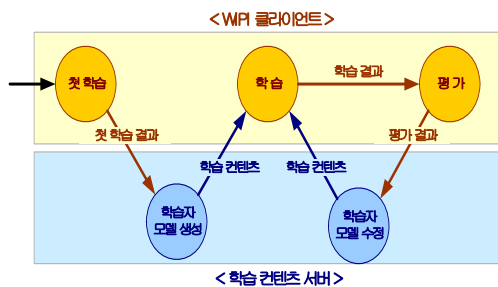 < WIPI 클라이언트 >
첫 학습
학 습
학습 결과
평 가
첫 학습 결과
평가 결과
학습 컨텐츠
학습 컨텐츠
학습자
모델 생성
학습자
모델 수정
< 학습 컨텐츠 서버 >